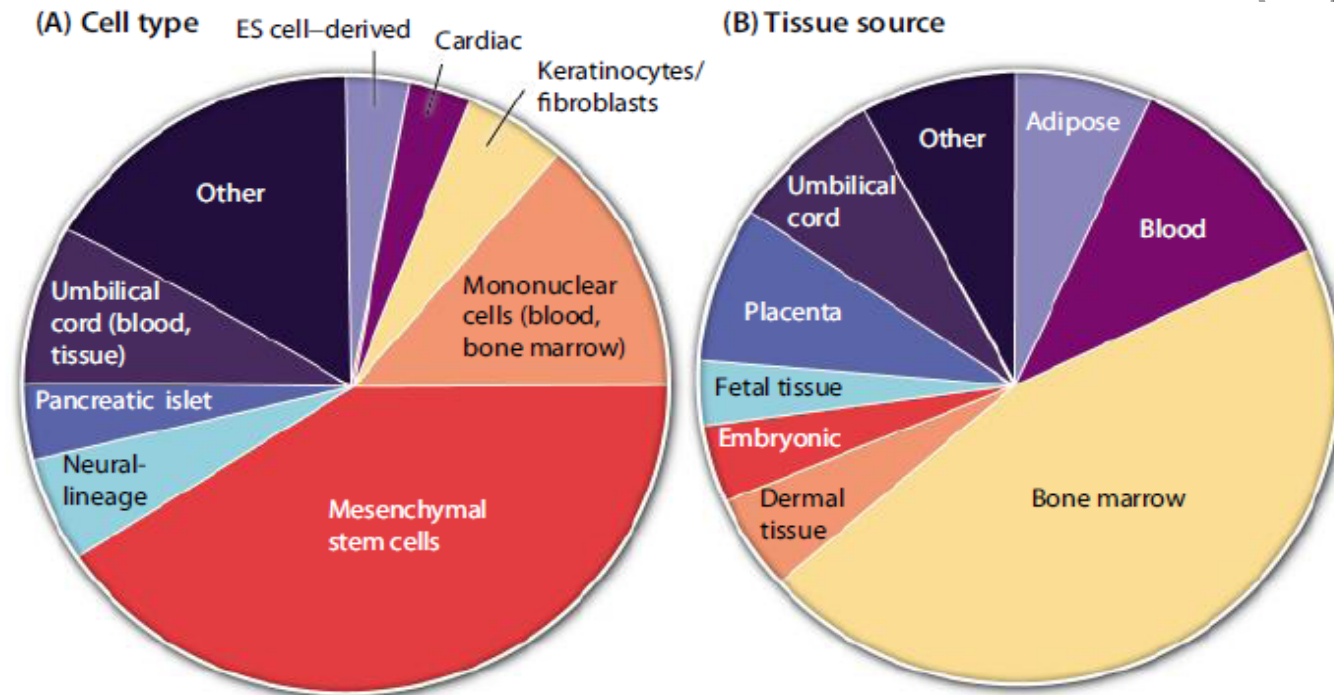 (A) Cell type
ES cell–derived
Cardiac
Keratinocytes/
fibroblasts
Mononuclear
cells (blood,
bone marrow)
Mesenchymal
stem cells
Neural-
lineage
Pancreatic islet
Umbilical
cord (blood,
tissue)
Other
(B) Tissue source
Adipose
Blood
Bone marrow
Dermal
tissue
Embryonic
Fetal tissue
Placenta
Umbilical
cord
Other